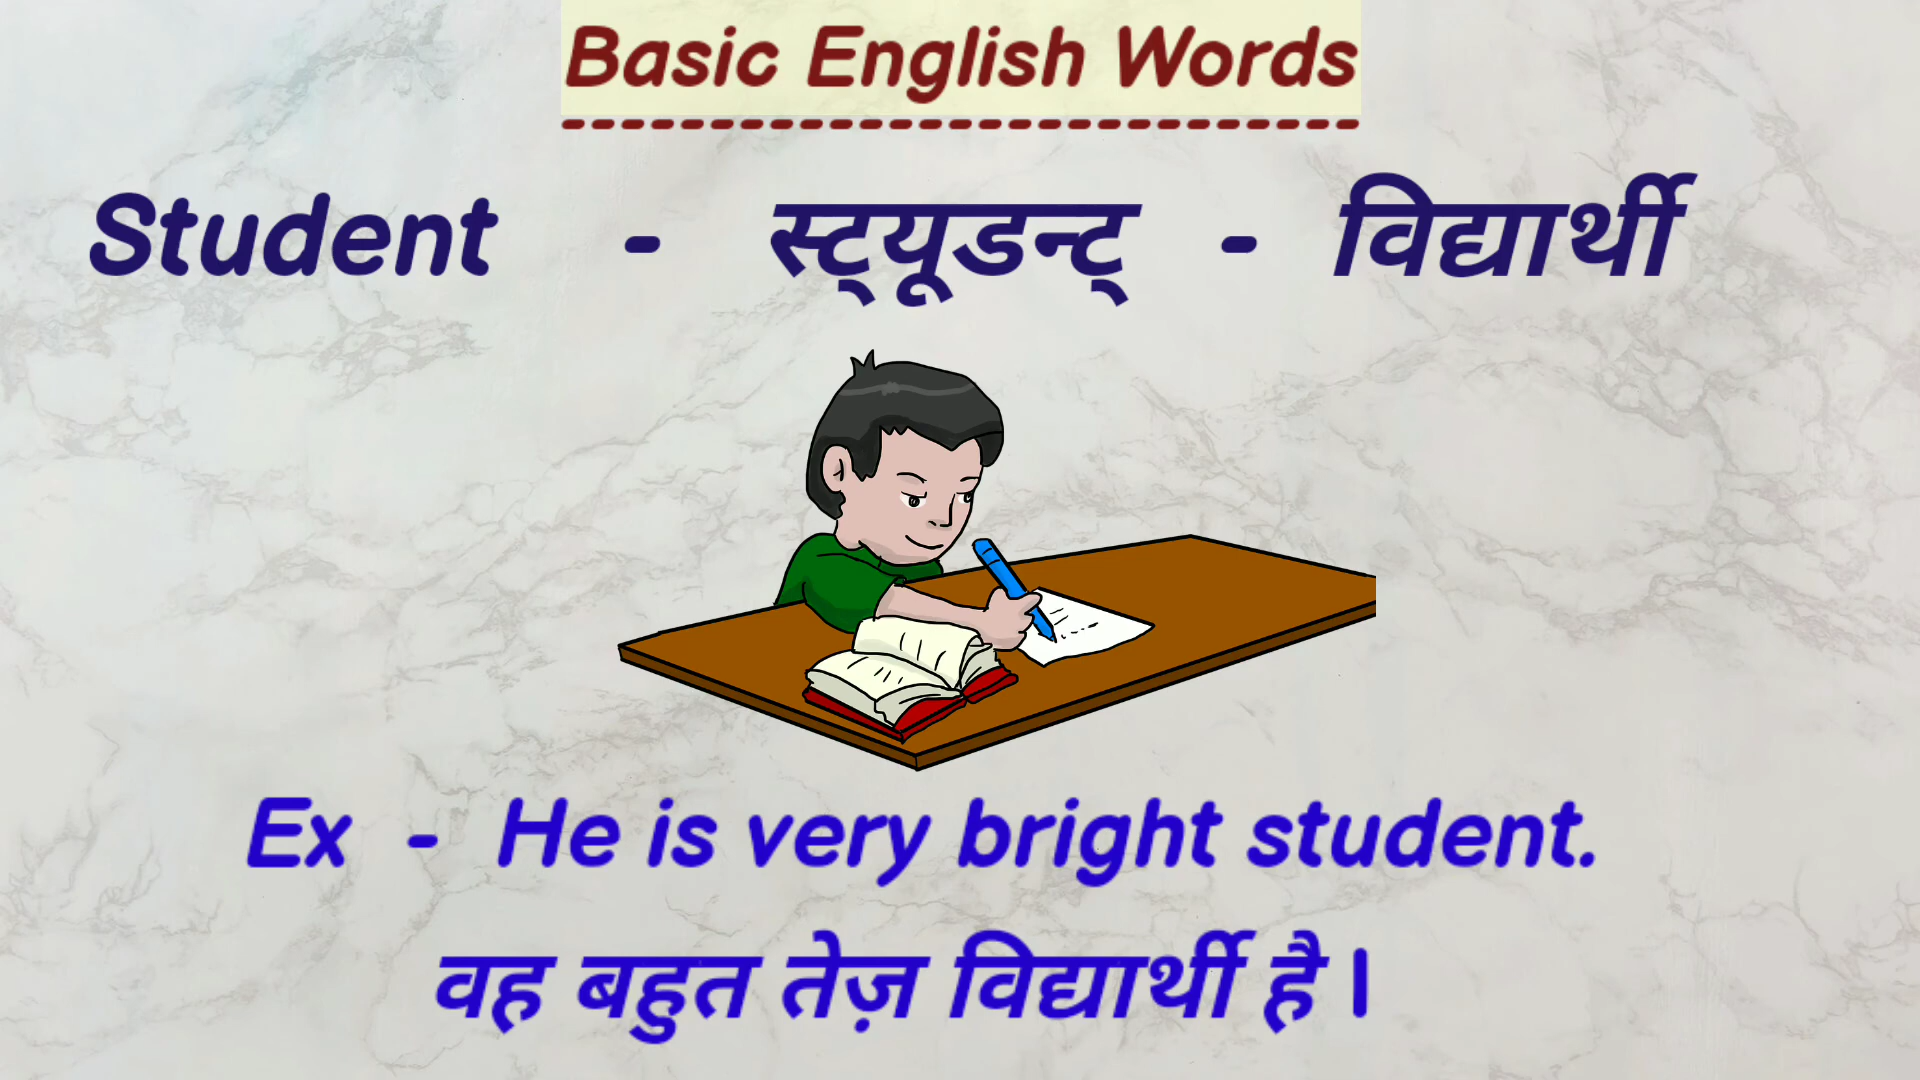 Basic English Words
Student - स्ट्यूडन्ट् - विद्यार्थी
Ex - He is very bright student.
वह बहुत तेज़ विद्यार्थी है ।